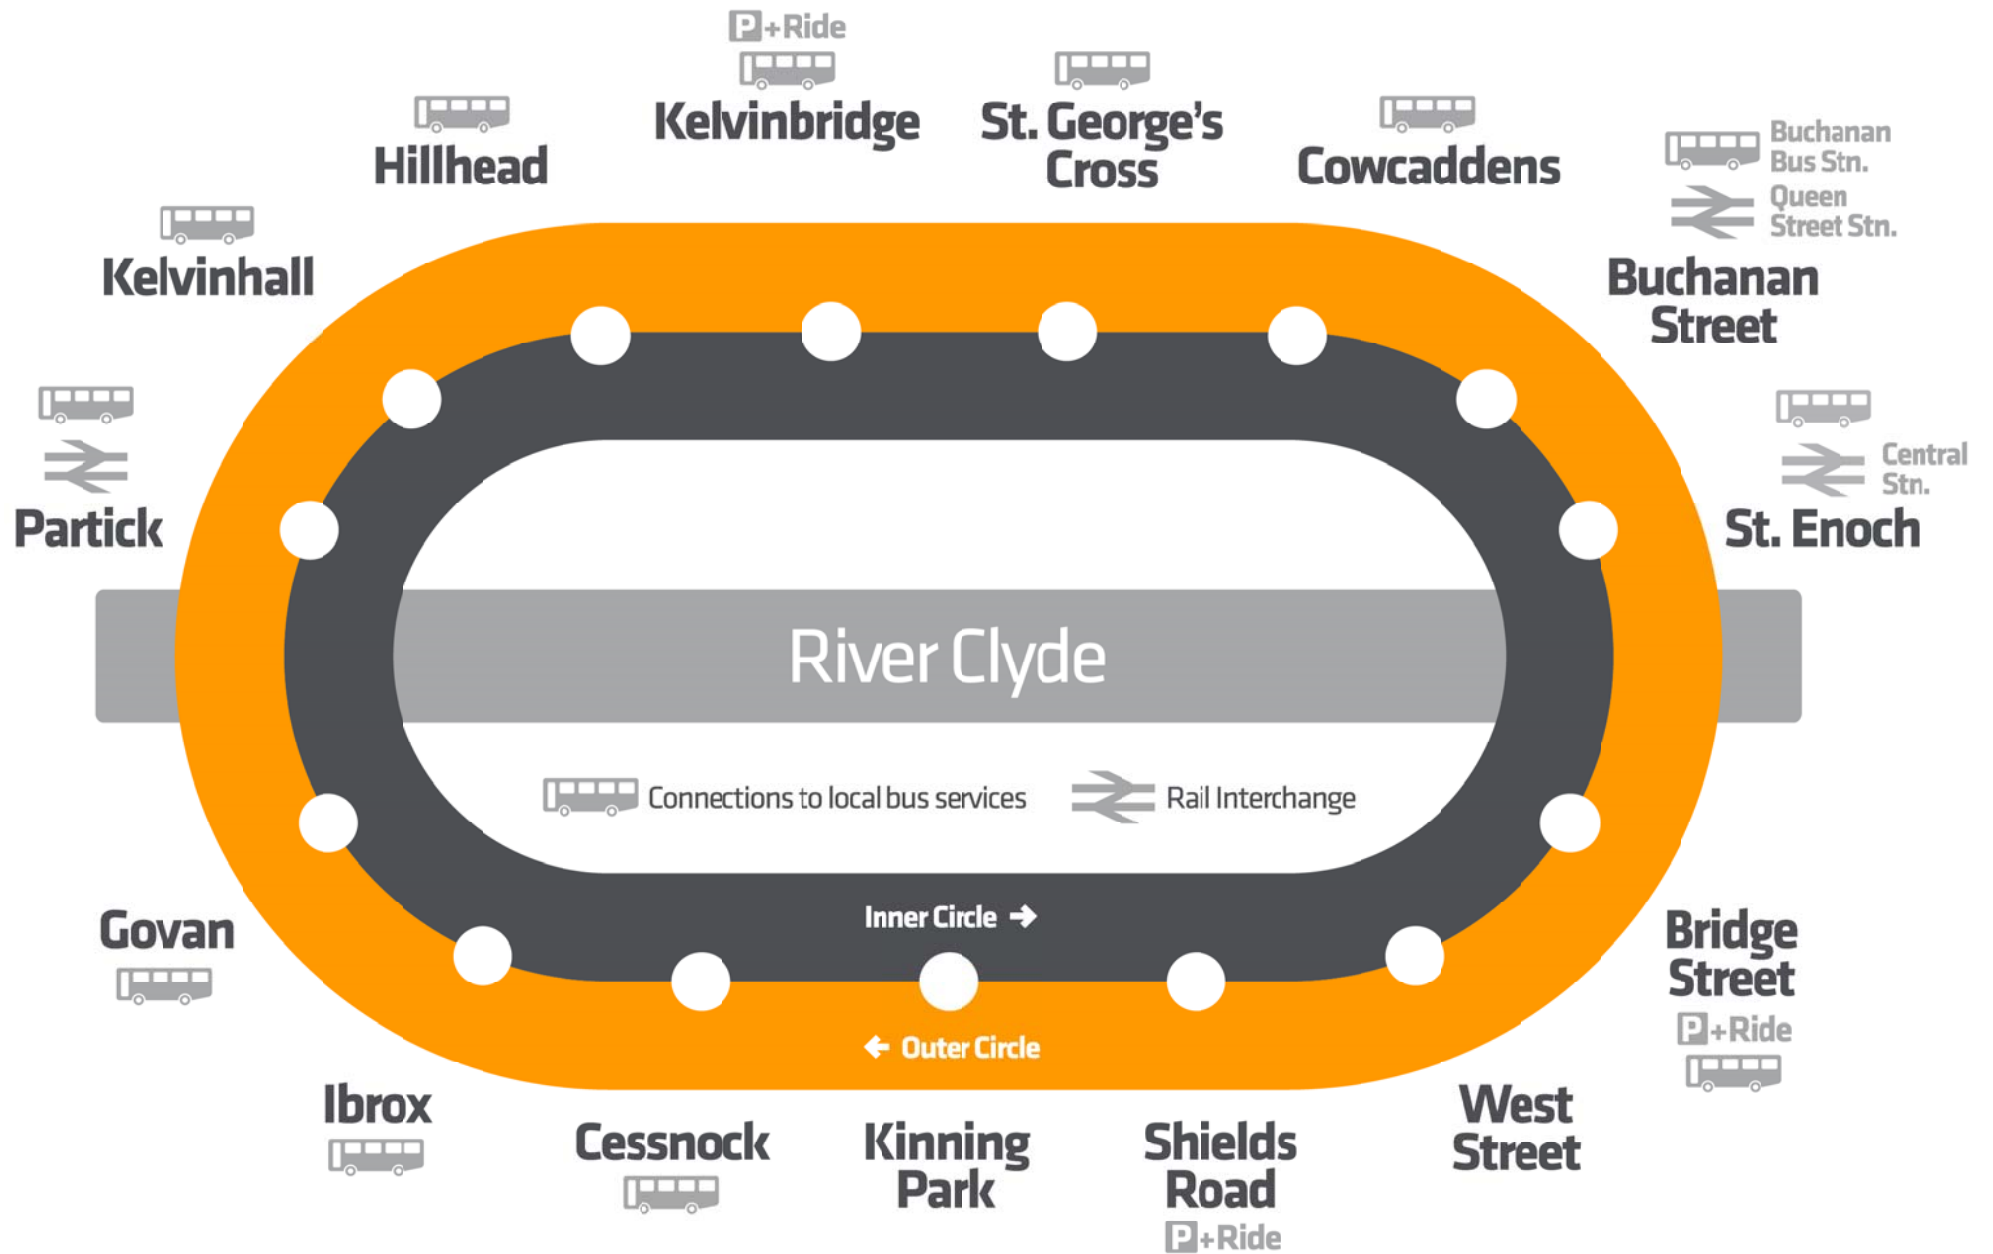 P+Ride
Kelvinbridge
St. George's
Cross
Hillhead
Cowcaddens
Buchanan
Bus Stn.
Queen
Street Stn.
Buchanan
Street
Kelvinhall
Partick
Central
Stn.
St. Enoch
River Clyde
Connections to local bus services
Rail Interchange
Inner Circle →
← Outer Circle
Govan
Bridge
Street
P+Ride
Ibrox
Cessnock
Kinning
Park
Shields
Road
P+Ride
West
Street